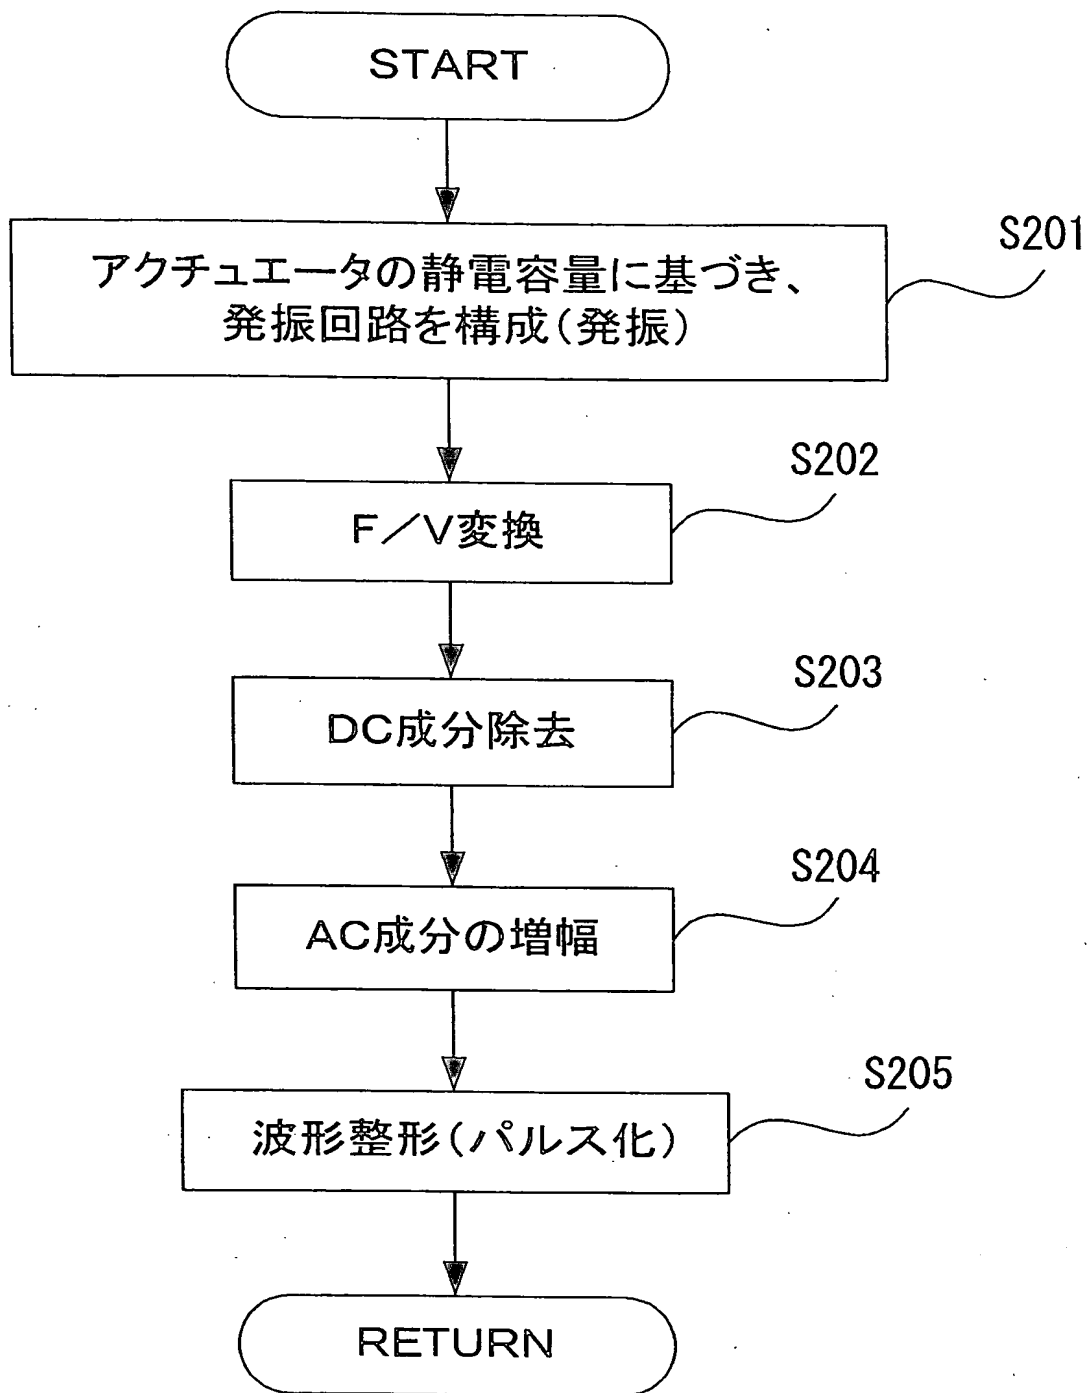 START
アクチュエータの静電容量に基づき、
発振回路を構成(発振)
S201
F/V変換
S202
DC成分除去
S203
AC成分の増幅
S204
波形整形(パルス化)
S205
RETURN